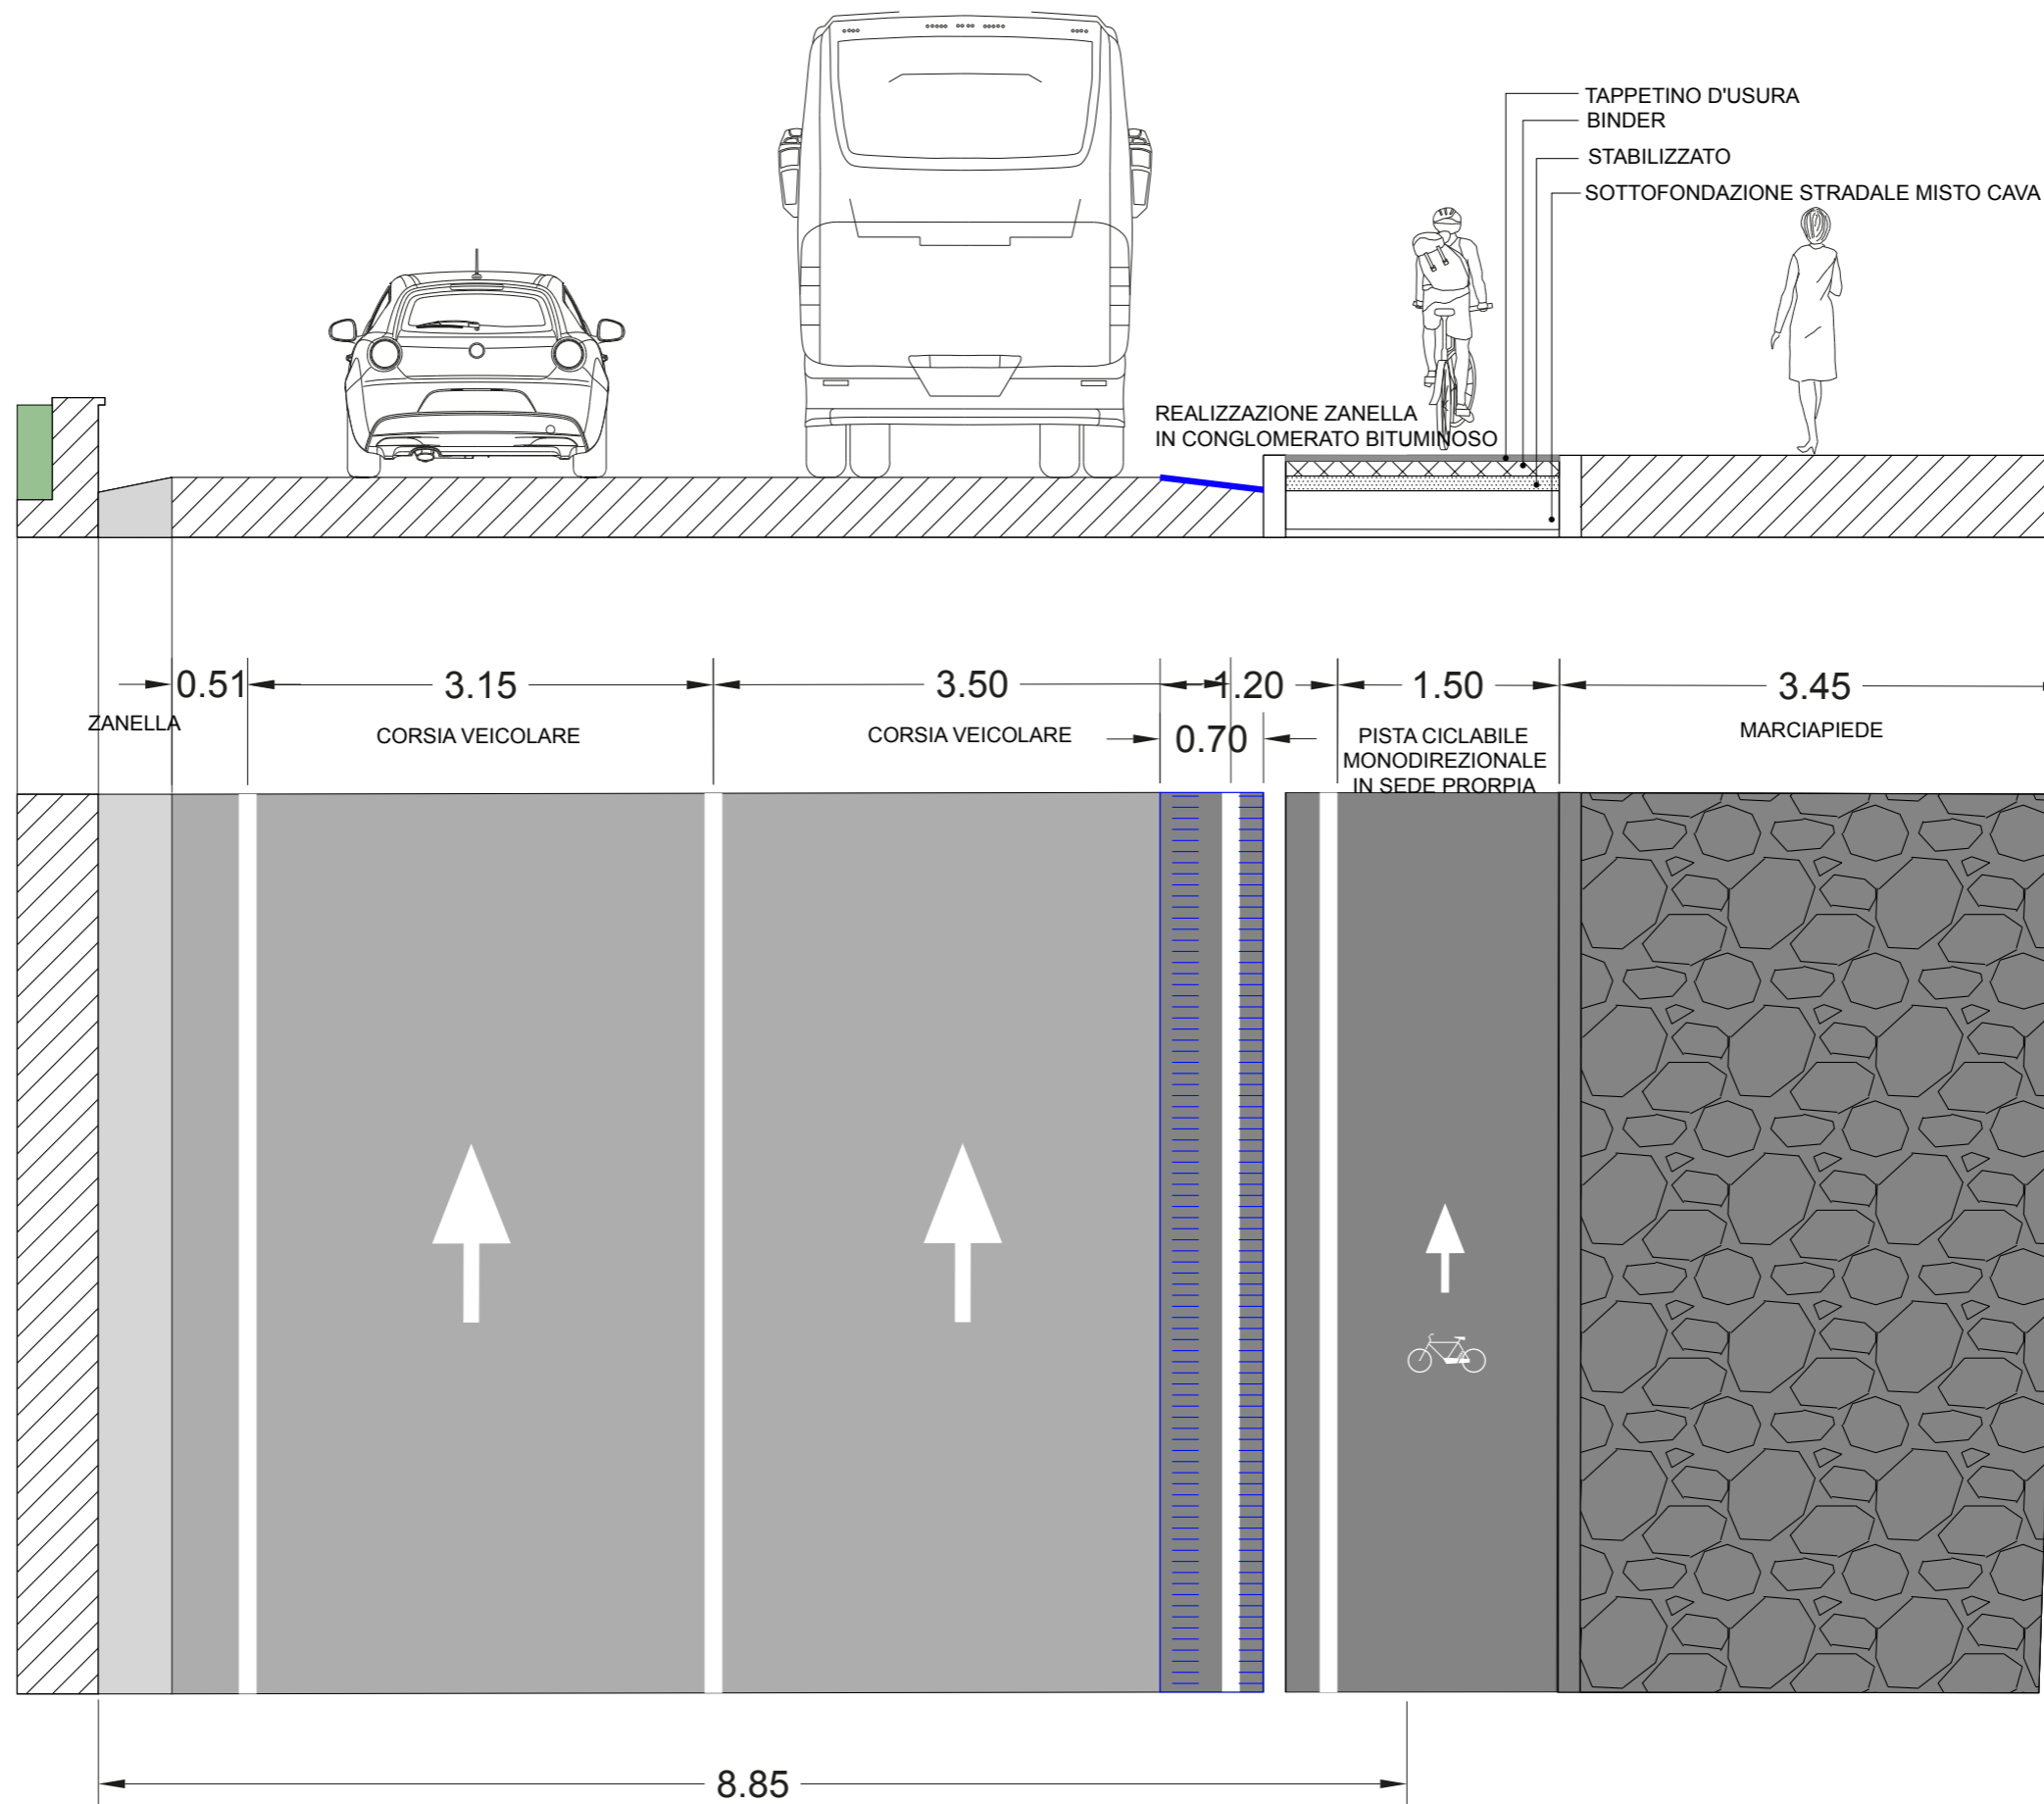 TAPPETINO D'USURA
BINDER
STABILIZZATO
SOTTOFONDAZIONE STRADALE MISTO CAVA
REALIZZAZIONE ZANELLA
IN CONGLOMERATO BITUMINOSO
0.51
3.15
3.50
1.20
1.50
3.45
ZANELLA
CORSIA VEICOLARE
CORSIA VEICOLARE
0.70
PISTA CICLABILE
MONODIREZIONALE
IN SEDE PRORPIA
MARCIAPIEDE
8.85